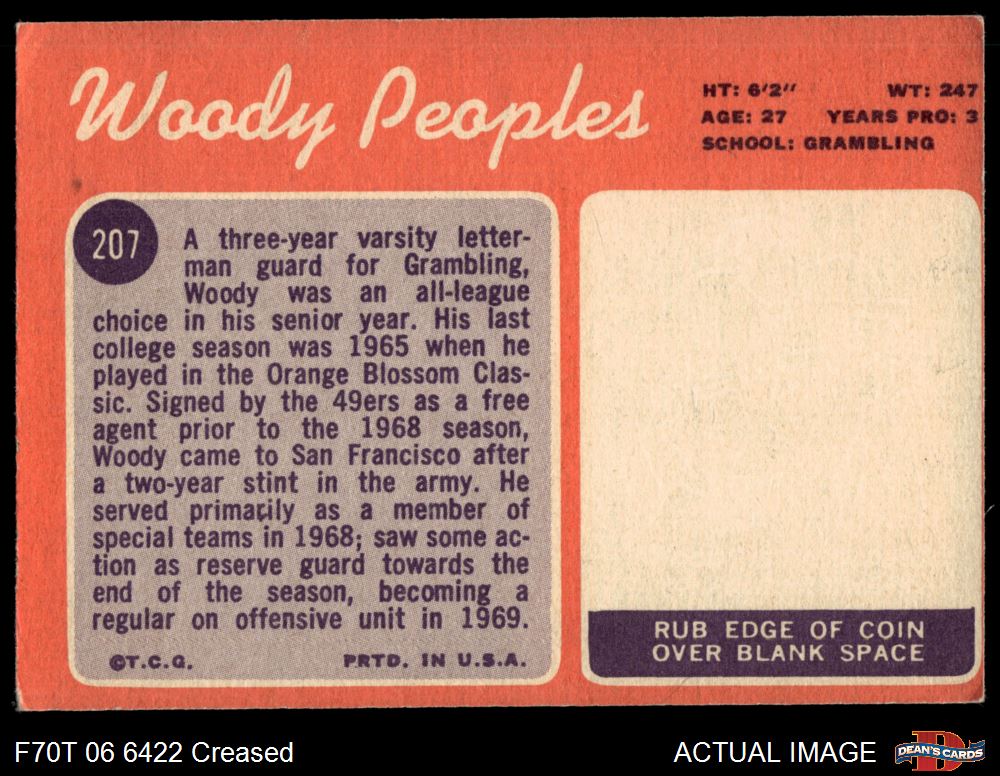 Woody Peoples
HT: 6'2'' WT: 247
AGE: 27 YEARS PRO: 3
SCHOOL: GRAMBLING
207
A three-year varsity letter-
man guard for Grambling,
Woody was an all-league
choice in his senior year. His last
college season was 1965 when he
played in the Orange Blossom Clas-
sic. Signed by the 49ers as a free
agent prior to the 1968 season,
Woody came to San Francisco after
a two-year stint in the army. He
served primarily as a member of
special teams in 1968; saw some ac-
tion as reserve guard towards the
end of the season, becoming a
regular on offensive unit in 1969.
©T.C.G. PRTD. IN U.S.A.
RUB EDGE OF COIN
OVER BLANK SPACE
F70T 06 6422 Creased
ACTUAL IMAGE
D
DEAN'S CARDS